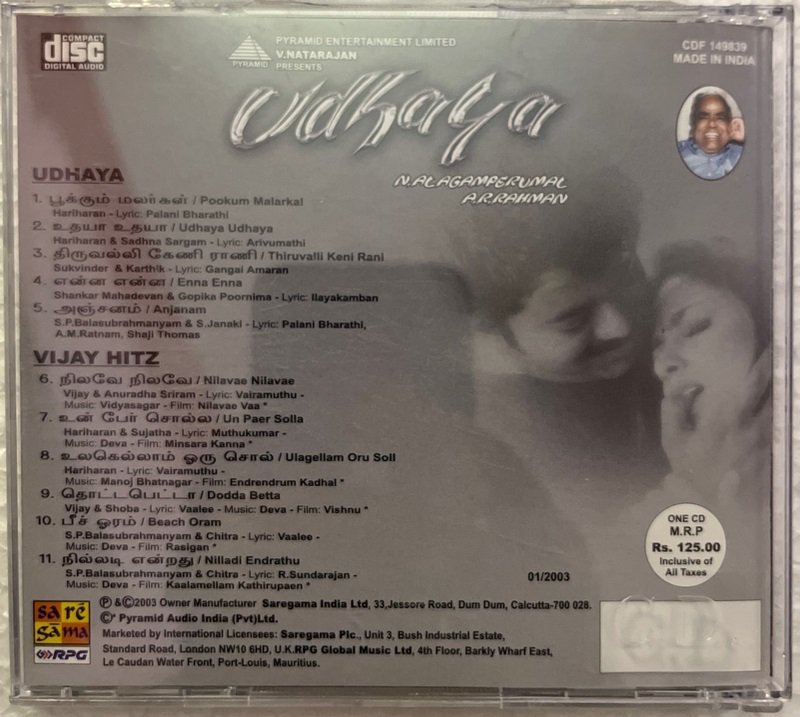 COMPACT
disc
DIGITAL AUDIO
PYRAMID
PYRAMID ENTERTAINMENT LIMITED
V.NATARAJAN
PRESENTS
CDF 149839
MADE IN INDIA
Udhaya
N.ALAGAMPERUMAL
A.R.RAHMAN
UDHAYA
1. பூக்கும் மலர்கள் / Pookum Malarkal
Hariharan - Lyric: Palani Bharathi
2. உதயா உதயா / Udhaya Udhaya
Hariharan & Sadhna Sargam - Lyric: Arivumathi
3. திருவல்லி கேணி ராணி / Thiruvalli Keni Rani
Sukvinder & Karthik - Lyric: Gangai Amaran
4. என்ன என்ன / Enna Enna
Shankar Mahadevan & Gopika Poornima - Lyric: Ilayakamban
5. அஞ்சனம் / Anjanam
S.P.Balasubrahmanyam & S.Janaki - Lyric: Palani Bharathi,
A.M.Ratnam, Shaji Thomas
VIJAY HITZ
6. நிலவே நிலவே / Nilavae Nilavae
Vijay & Anuradha Sriram - Lyric: Vairamuthu -
Music: Vidyasagar - Film: Nilavae Vaa *
7. உன் பேர் சொல்ல / Un Paer Solla
Hariharan & Sujatha - Lyric: Muthukumar -
Music: Deva - Film: Minsara Kanna *
8. உலகெல்லாம் ஒரு சொல் / Ulagellam Oru Soll
Hariharan - Lyric: Vairamuthu -
Music: Manoj Bhatnagar - Film: Endrendrum Kadhal *
9. தொட்டபெட்டா / Dodda Betta
Vijay & Shoba - Lyric: Vaalee - Music: Deva - Film: Vishnu *
10. பீச் ஓரம் / Beach Oram
S.P.Balasubrahmanyam & Chitra - Lyric: Vaalee -
Music: Deva - Film: Rasigan *
11. நில்லடி என்றது / Nilladi Endrathu
S.P.Balasubrahmanyam & Chitra - Lyric: R.Sundarajan -
Music: Deva - Film: Kaalamellam Kathirupaen *
01/2003
ONE CD
M.R.P
Rs. 125.00
Inclusive of
All Taxes
sa re
ga ma
RPG
Ⓟ&©2003 Owner Manufacturer Saregama India Ltd, 33,Jessore Road, Dum Dum, Calcutta-700 028.
©* Pyramid Audio India (Pvt)Ltd.
Marketed by International Licensees: Saregama Plc., Unit 3, Bush Industrial Estate,
Standard Road, London NW10 6HD, U.K.RPG Global Music Ltd, 4th Floor, Barkly Wharf East,
Le Caudan Water Front, Port-Louis, Mauritius.